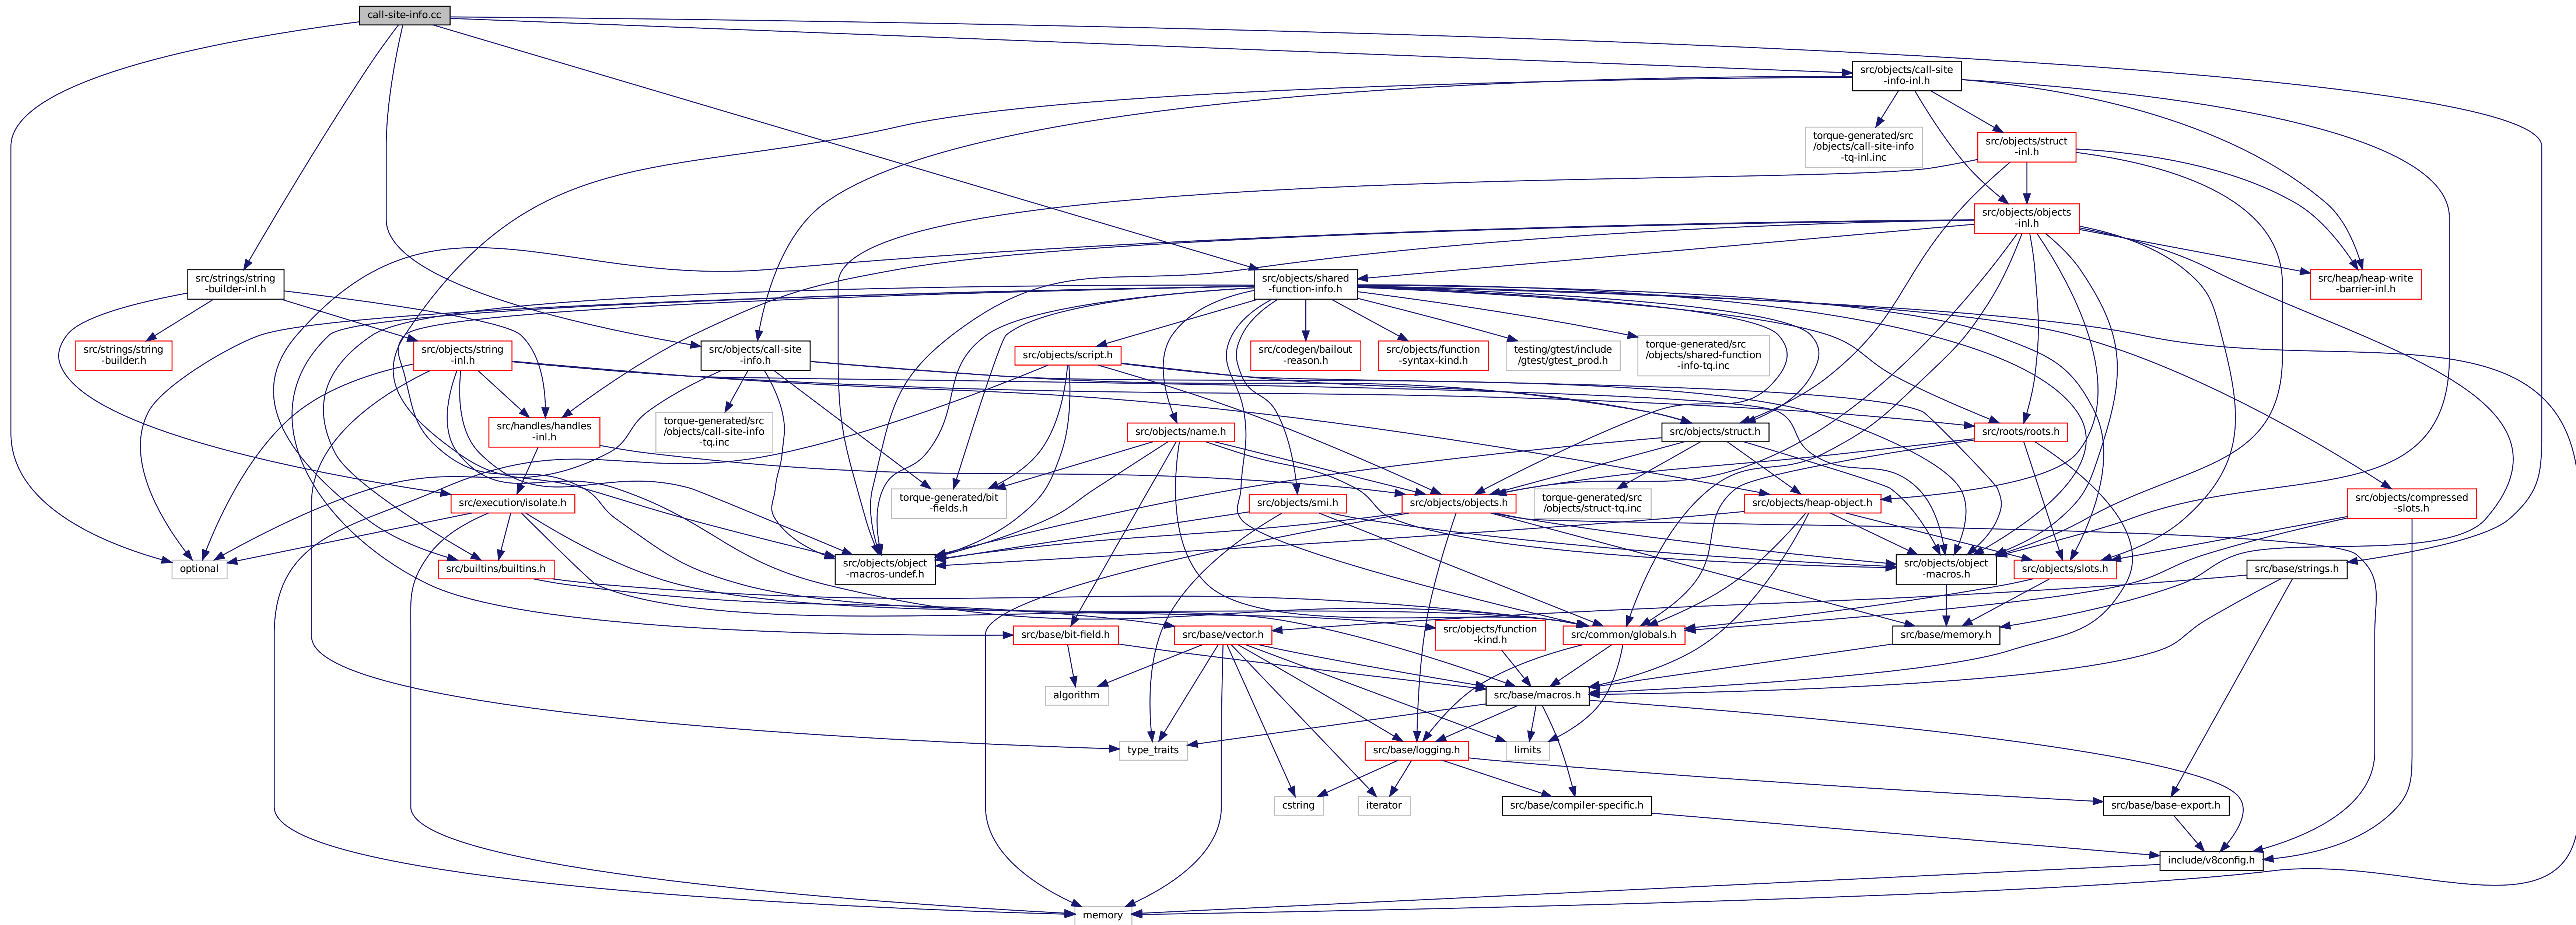 call-site-info.cc
src/objects/call-site
-info-inl.h
torque-generated/src
/objects/call-site-info
-tq-inl.inc
src/objects/struct
-inl.h
src/objects/objects
-inl.h
src/strings/string
-builder-inl.h
src/objects/shared
-function-info.h
src/heap/heap-write
-barrier-inl.h
src/strings/string
-builder.h
src/objects/string
-inl.h
src/objects/call-site
-info.h
src/objects/script.h
src/codegen/bailout
-reason.h
src/objects/function
-syntax-kind.h
testing/gtest/include
/gtest/gtest_prod.h
torque-generated/src
/objects/shared-function
-info-tq.inc
src/handles/handles
-inl.h
torque-generated/src
/objects/call-site-info
-tq.inc
src/objects/name.h
src/objects/struct.h
src/roots/roots.h
src/execution/isolate.h
torque-generated/bit
-fields.h
src/objects/smi.h
src/objects/objects.h
torque-generated/src
/objects/struct-tq.inc
src/objects/heap-object.h
src/objects/compressed
-slots.h
optional
src/builtins/builtins.h
src/objects/object
-macros-undef.h
src/objects/object
-macros.h
src/objects/slots.h
src/base/strings.h
src/base/bit-field.h
src/base/vector.h
src/objects/function
-kind.h
src/common/globals.h
src/base/memory.h
algorithm
src/base/macros.h
type_traits
src/base/logging.h
limits
cstring
iterator
src/base/compiler-specific.h
src/base/base-export.h
include/v8config.h
memory